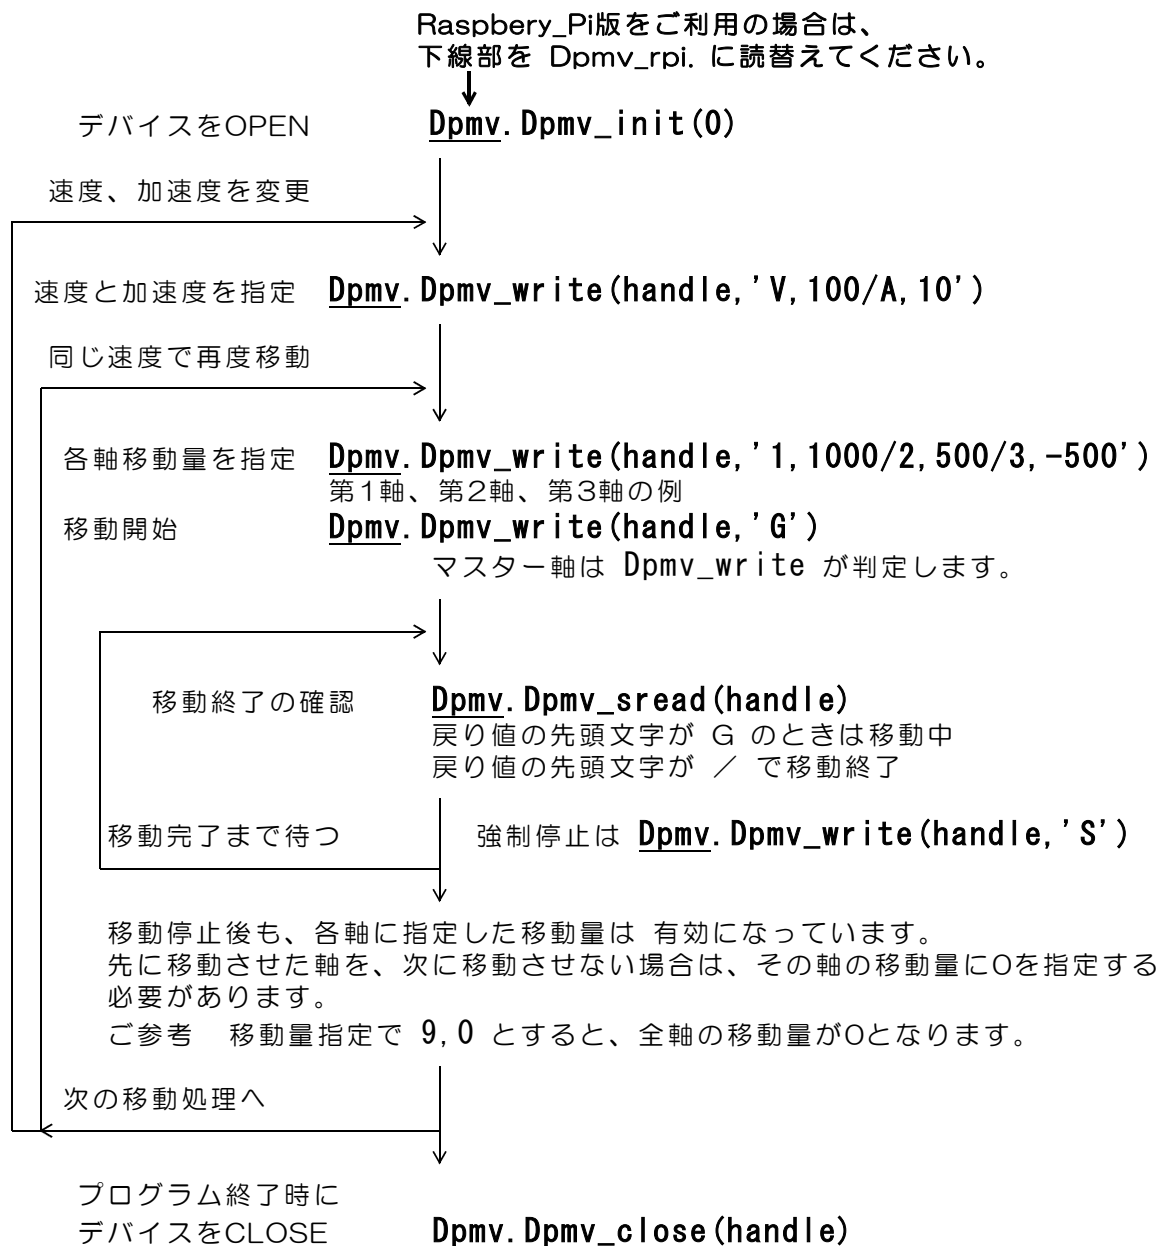 Raspbery_Pi版をご利用の場合は、
下線部を Dpmv_rpi. に読替えてください。
デバイスをOPEN Dpmv.Dpmv_init(0)
速度、加速度を変更
速度と加速度を指定 Dpmv.Dpmv_write(handle,'V,100/A,10')
同じ速度で再度移動
各軸移動量を指定 Dpmv.Dpmv_write(handle,'1,1000/2,500/3,-500')
第1軸、第2軸、第3軸の例
移動開始 Dpmv.Dpmv_write(handle,'G')
マスター軸は Dpmv_write が判定します。
移動終了の確認 Dpmv.Dpmv_sread(handle)
戻り値の先頭文字が G のときは移動中
戻り値の先頭文字が / で移動終了
移動完了まで待つ 強制停止は Dpmv.Dpmv_write(handle,'S')
移動停止後も、各軸に指定した移動量は 有効になっています。
先に移動させた軸を、次に移動させない場合は、その軸の移動量に0を指定する
必要があります。
ご参考 移動量指定で 9,0 とすると、全軸の移動量が0となります。
次の移動処理へ
プログラム終了時に
デバイスをCLOSE Dpmv.Dpmv_close(handle)